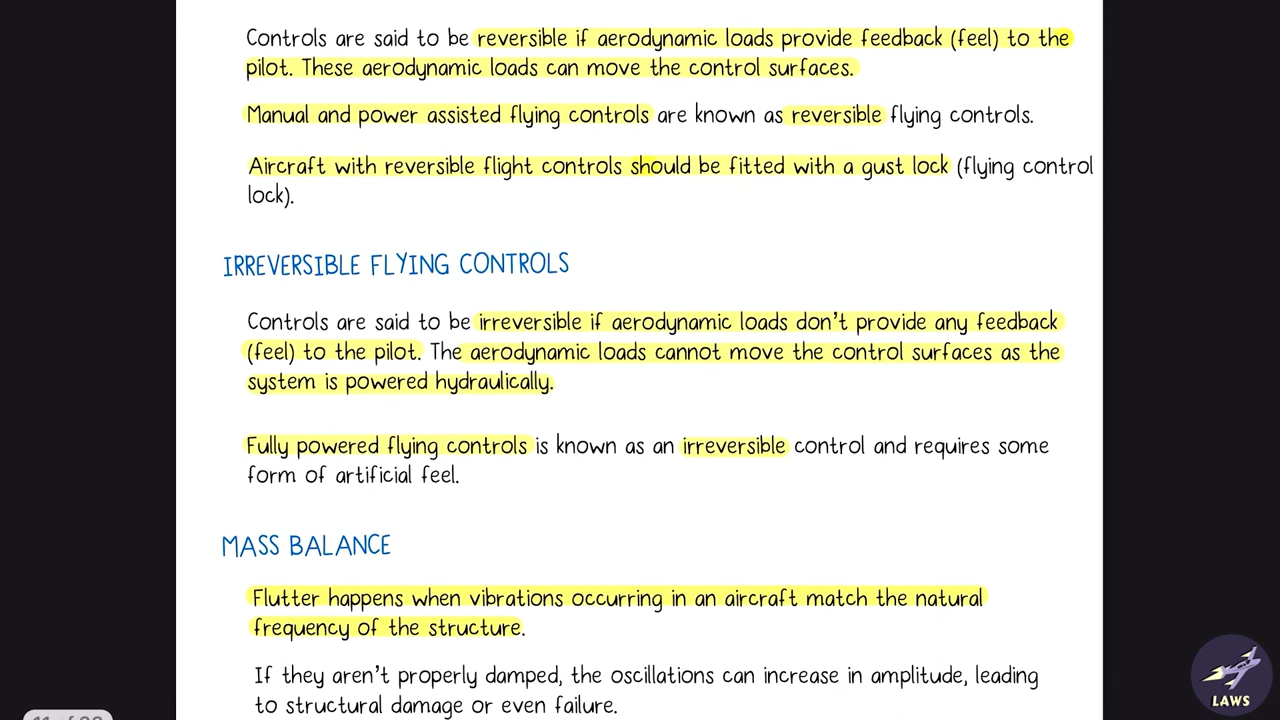 Controls are said to be reversible if aerodynamic loads provide feedback (feel) to the
pilot. These aerodynamic loads can move the control surfaces.
Manual and power assisted flying controls are known as reversible flying controls.
Aircraft with reversible flight controls should be fitted with a gust lock (flying control
lock).
IRREVERSIBLE FLYING CONTROLS
Controls are said to be irreversible if aerodynamic loads don't provide any feedback
(feel) to the pilot. The aerodynamic loads cannot move the control surfaces as the
system is powered hydraulically.
Fully powered flying controls is known as an irreversible control and requires some
form of artificial feel.
MASS BALANCE
Flutter happens when vibrations occurring in an aircraft match the natural
frequency of the structure.
If they aren't properly damped, the oscillations can increase in amplitude, leading
to structural damage or even failure.
LAWS